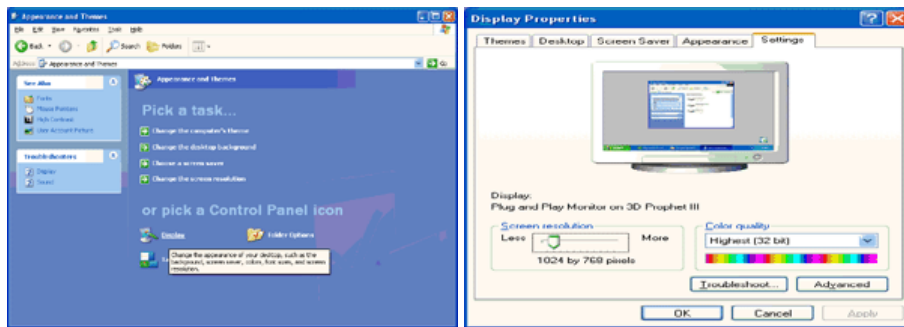 Appearance and Themes
File Edit View Favorites Tools Help
Back Search Folders
Address Appearance and Themes
See Also
Fonts
Mouse Pointers
High Contrast
User Account Picture
Troubleshooters
Display
Sound
Appearance and Themes
Pick a task...
Change the computer's theme
Change the desktop background
Choose a screen saver
Change the screen resolution
or pick a Control Panel icon
Display Folder Options
Change the appearance of your desktop, such as the
background, screen saver, colors, font sizes, and screen
resolution.
Display Properties
Themes Desktop Screen Saver Appearance Settings
Display:
Plug and Play Monitor on 3D Prophet III
Screen resolution
Less More
1024 by 768 pixels
Color quality
Highest (32 bit)
Troubleshoot... Advanced
OK Cancel Apply